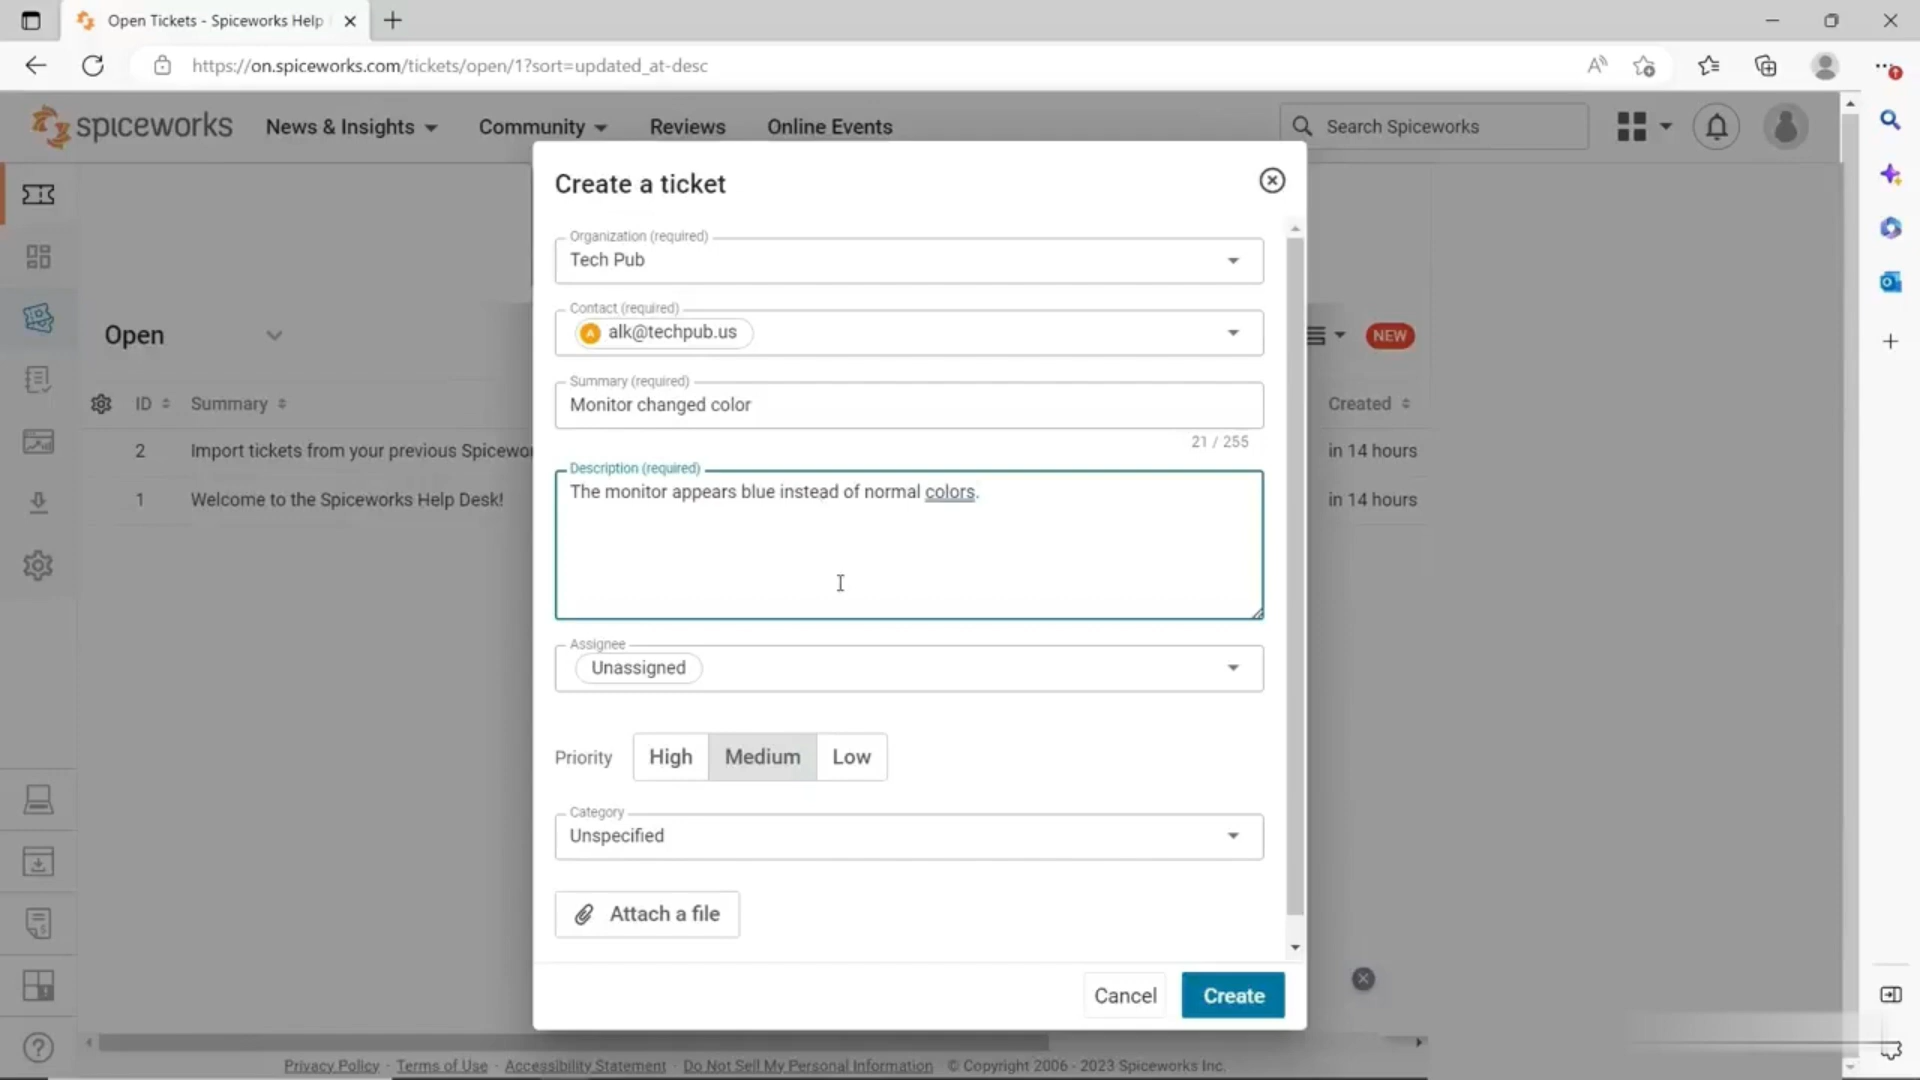 Open Tickets - Spiceworks Help
https://on.spiceworks.com/tickets/open/1?sort=updated_at-desc
spiceworks News & Insights Community Reviews Online Events Search Spiceworks
Create a ticket
Organization (required)
Tech Pub
Contact (required)
A alk@techpub.us
Open
NEW
Summary (required)
Monitor changed color
ID Summary Created
21 / 255
2 Import tickets from your previous Spicewo in 14 hours
Description (required)
The monitor appears blue instead of normal colors.
1 Welcome to the Spiceworks Help Desk! in 14 hours
Assignee
Unassigned
Priority High Medium Low
Category
Unspecified
Attach a file
Cancel Create
Privacy Policy · Terms of Use · Accessibility Statement · Do Not Sell My Personal Information © Copyright 2006 - 2023 Spiceworks Inc.